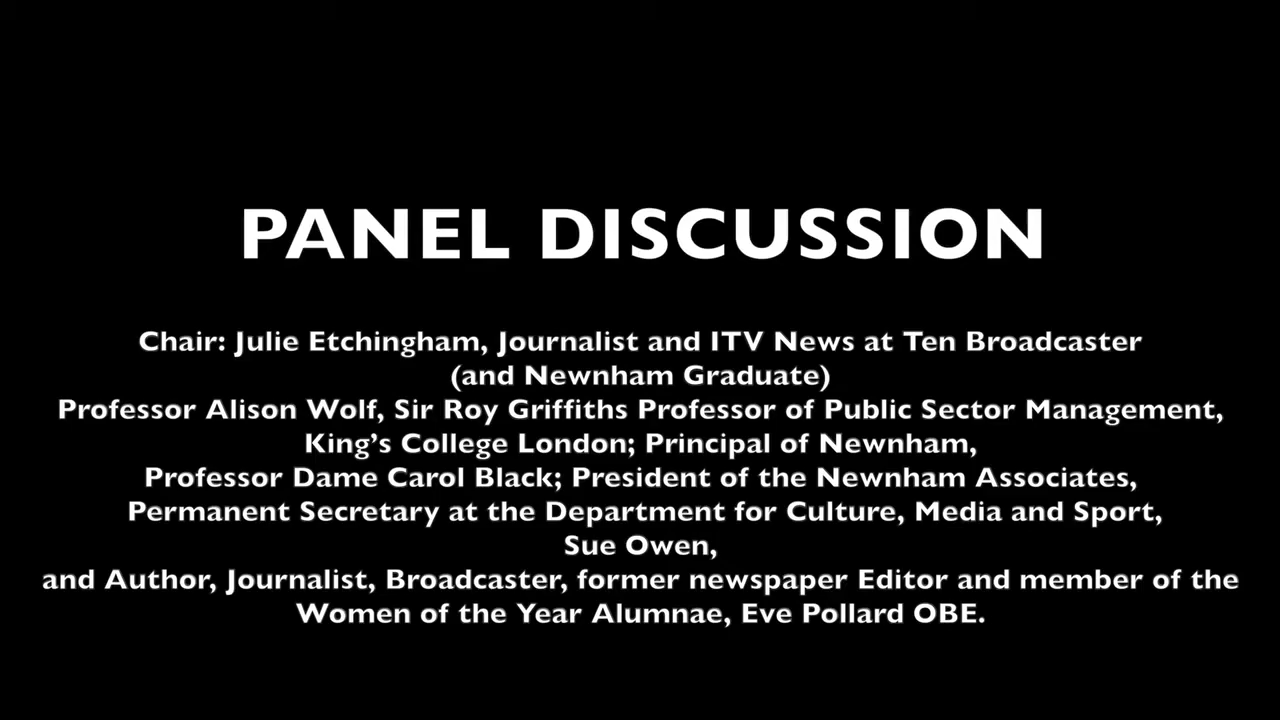 PANEL DISCUSSION
Chair: Julie Etchingham, Journalist and ITV News at Ten Broadcaster
(and Newnham Graduate)
Professor Alison Wolf, Sir Roy Griffiths Professor of Public Sector Management,
King’s College London; Principal of Newnham,
Professor Dame Carol Black; President of the Newnham Associates,
Permanent Secretary at the Department for Culture, Media and Sport,
Sue Owen,
and Author, Journalist, Broadcaster, former newspaper Editor and member of the
Women of the Year Alumnae, Eve Pollard OBE.